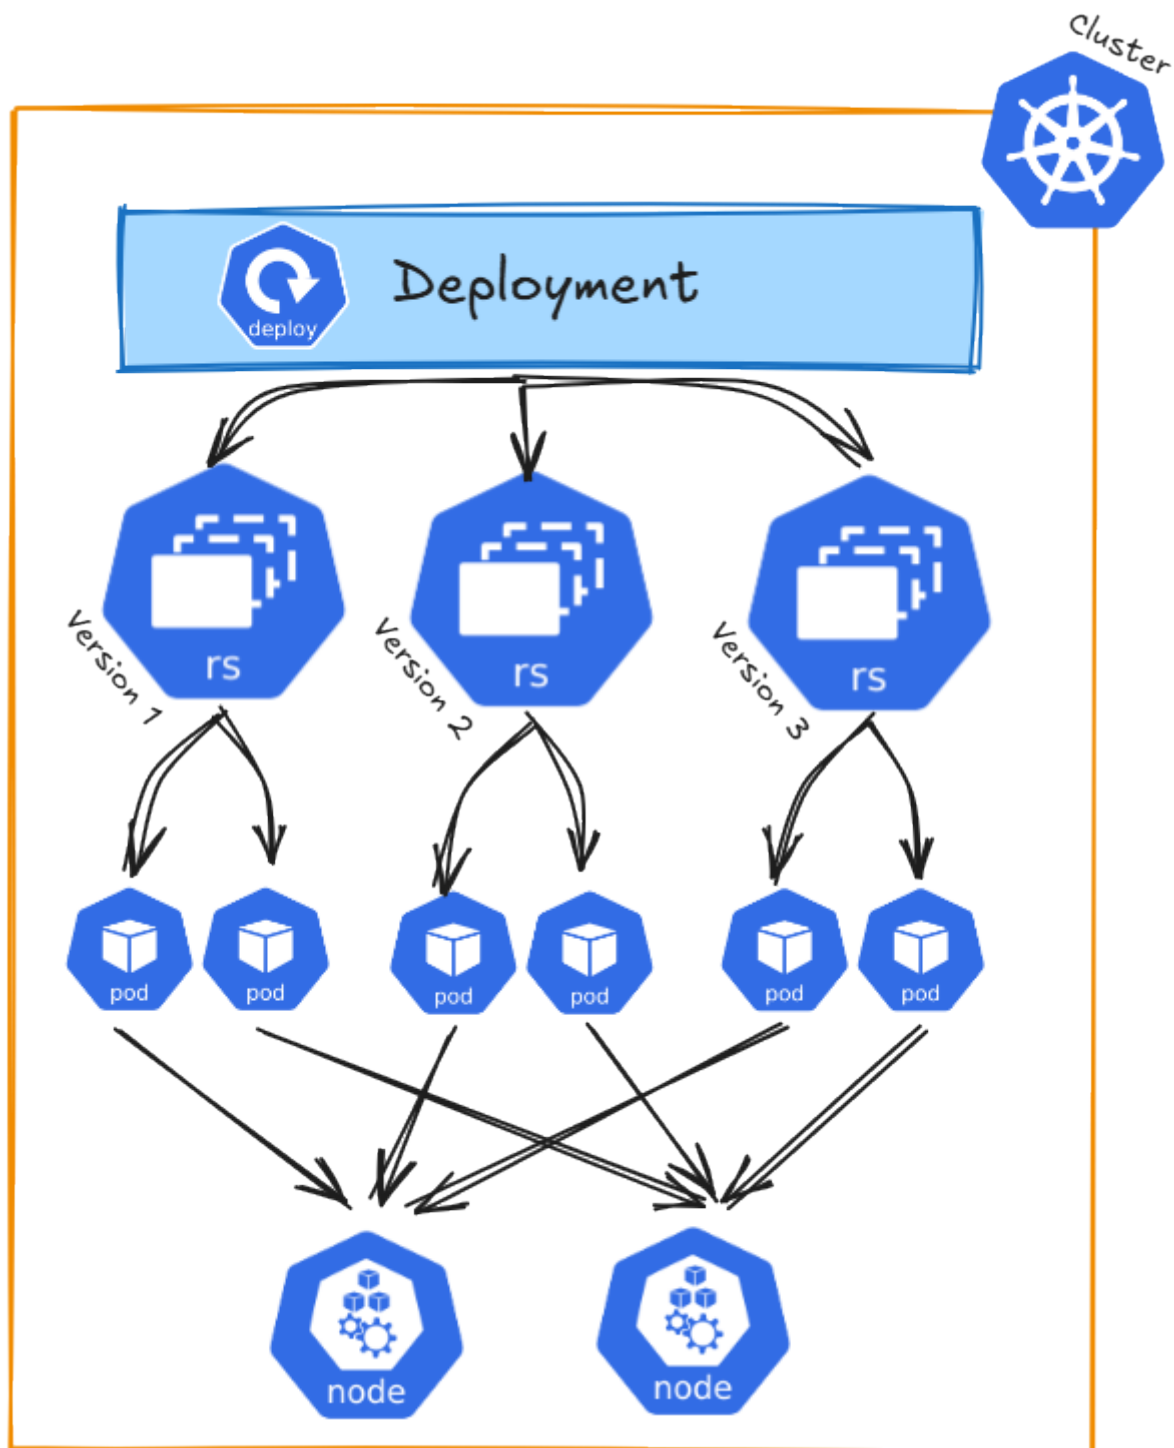 Cluster
deploy
Deployment
rs
rs
rs
Version 1
Version 2
Version 3
pod
pod
pod
pod
pod
pod
node
node